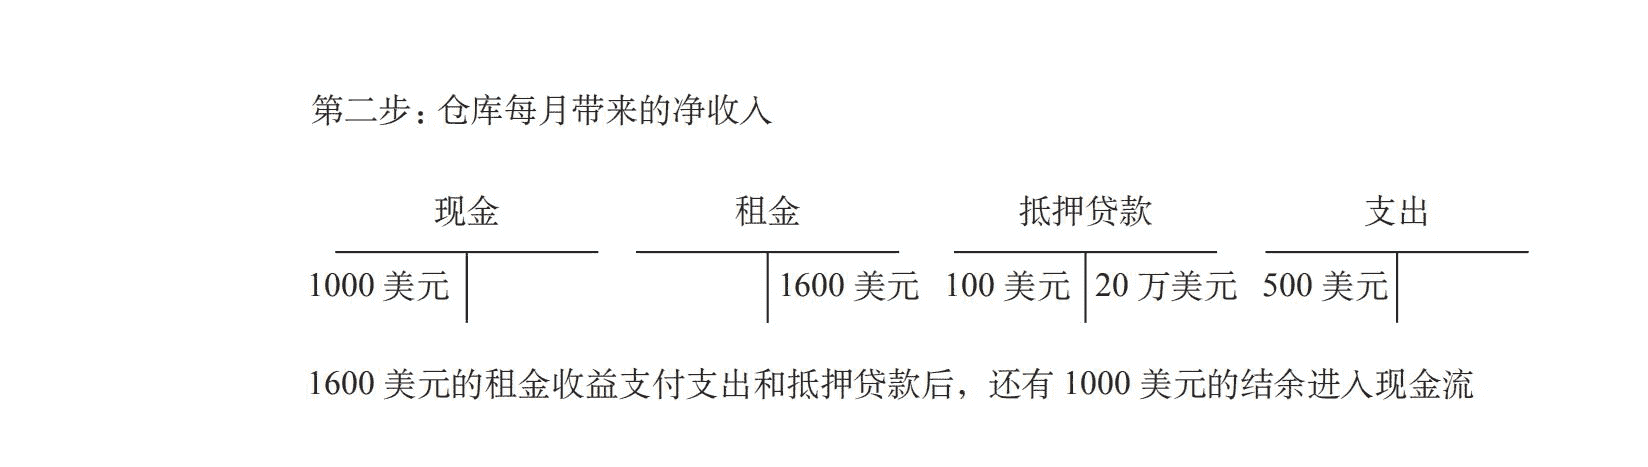 第二步：仓库每月带来的净收入
现金 租金 抵押贷款 支出
1000 美元 1600 美元 100 美元 20 万美元 500 美元
1600 美元的租金收益支付支出和抵押贷款后，还有 1000 美元的结余进入现金流